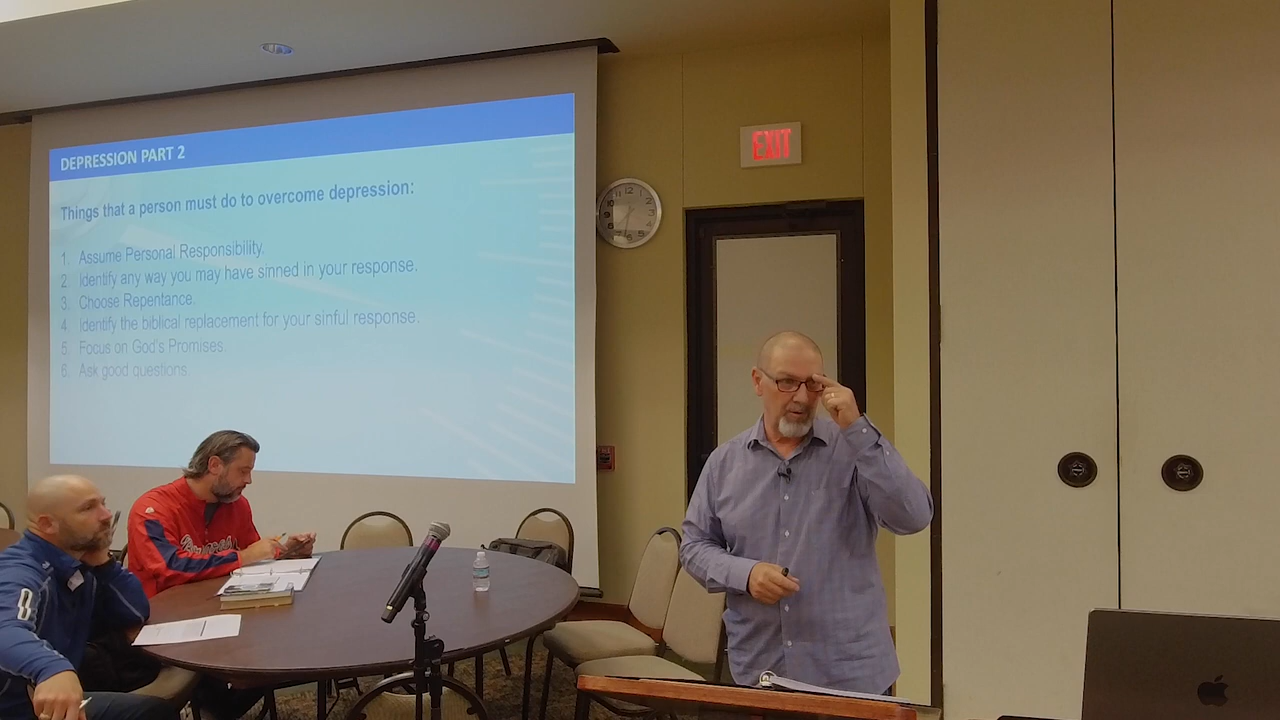 DEPRESSION PART 2
Things that a person must do to overcome depression:
1. Assume Personal Responsibility.
2. Identify any way you may have sinned in your response.
3. Choose Repentance.
4. Identify the biblical replacement for your sinful response.
5. Focus on God's Promises.
6. Ask good questions.
EXIT